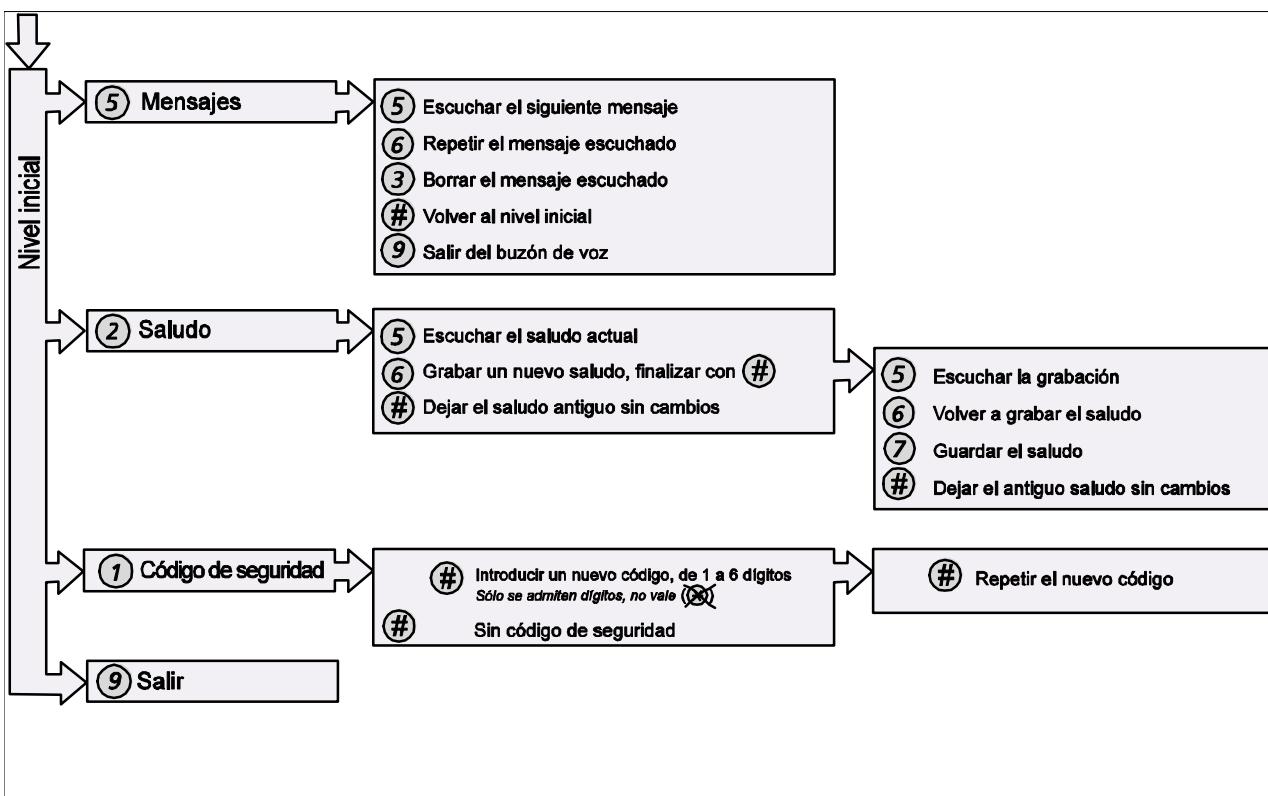 Nivel inicial
5 Mensajes
5 Escuchar el siguiente mensaje
6 Repetir el mensaje escuchado
3 Borrar el mensaje escuchado
# Volver al nivel inicial
9 Salir del buzón de voz
2 Saludo
5 Escuchar el saludo actual
6 Grabar un nuevo saludo, finalizar con #
# Dejar el saludo antiguo sin cambios
5 Escuchar la grabación
6 Volver a grabar el saludo
7 Guardar el saludo
# Dejar el antiguo saludo sin cambios
1 Código de seguridad
# Introducir un nuevo código, de 1 a 6 dígitos
Sólo se admiten dígitos, no vale
# Sin código de seguridad
# Repetir el nuevo código
9 Salir